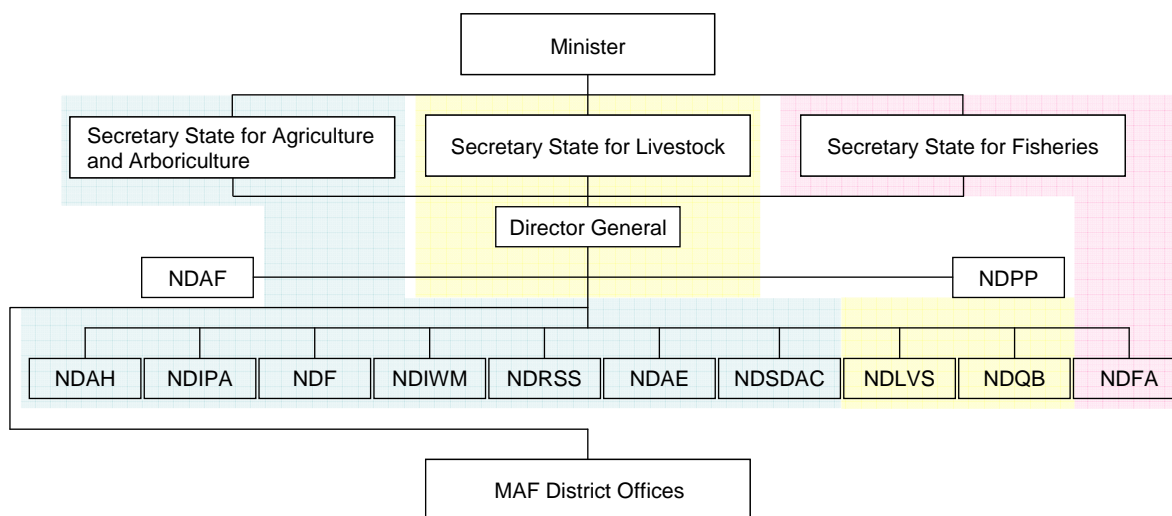 Minister
Secretary State for Agriculture
and Arboriculture
Secretary State for Livestock
Secretary State for Fisheries
Director General
NDAF
NDPP
NDAH
NDIPA
NDF
NDIWM
NDRSS
NDAE
NDSDAC
NDLVS
NDQB
NDFA
MAF District Offices